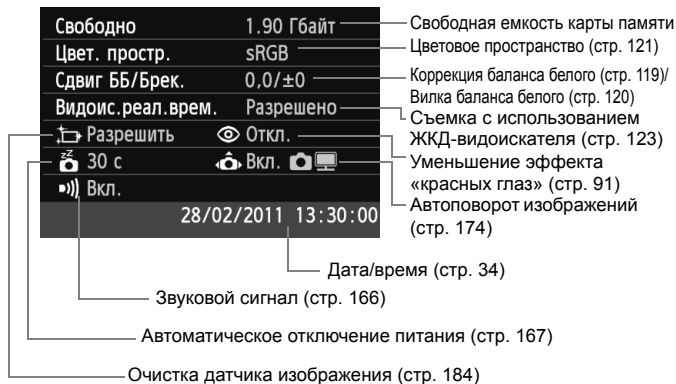 Свободно 1.90 Гбайт
Цвет. простр. sRGB
Сдвиг ББ/Брек. 0,0/±0
Видоис.реал.врем. Разрешено
Разрешить Откл.
zz 30 с Вкл.
Вкл.
28/02/2011 13:30:00
Свободная емкость карты памяти
Цветовое пространство (стр. 121)
Коррекция баланса белого (стр. 119)/
Вилка баланса белого (стр. 120)
Съемка с использованием
ЖКД-видоискателя (стр. 123)
Уменьшение эффекта
«красных глаз» (стр. 91)
Автоповорот изображений
(стр. 174)
Дата/время (стр. 34)
Звуковой сигнал (стр. 166)
Автоматическое отключение питания (стр. 167)
Очистка датчика изображения (стр. 184)